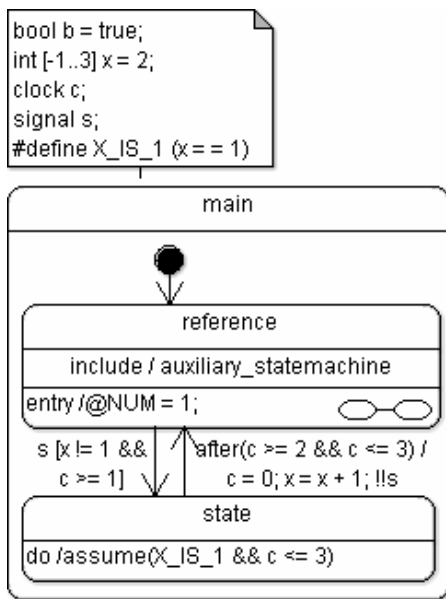 bool b = true;
int [-1..3] x = 2;
clock c;
signal s;
#define X_IS_1 (x = = 1)
main
reference
include / auxiliary_statemachine
entry /@NUM = 1;
s [x != 1 &&
c >= 1]
after(c >= 2 && c <= 3) /
c = 0; x = x + 1; !!s
state
do /assume(X_IS_1 && c <= 3)